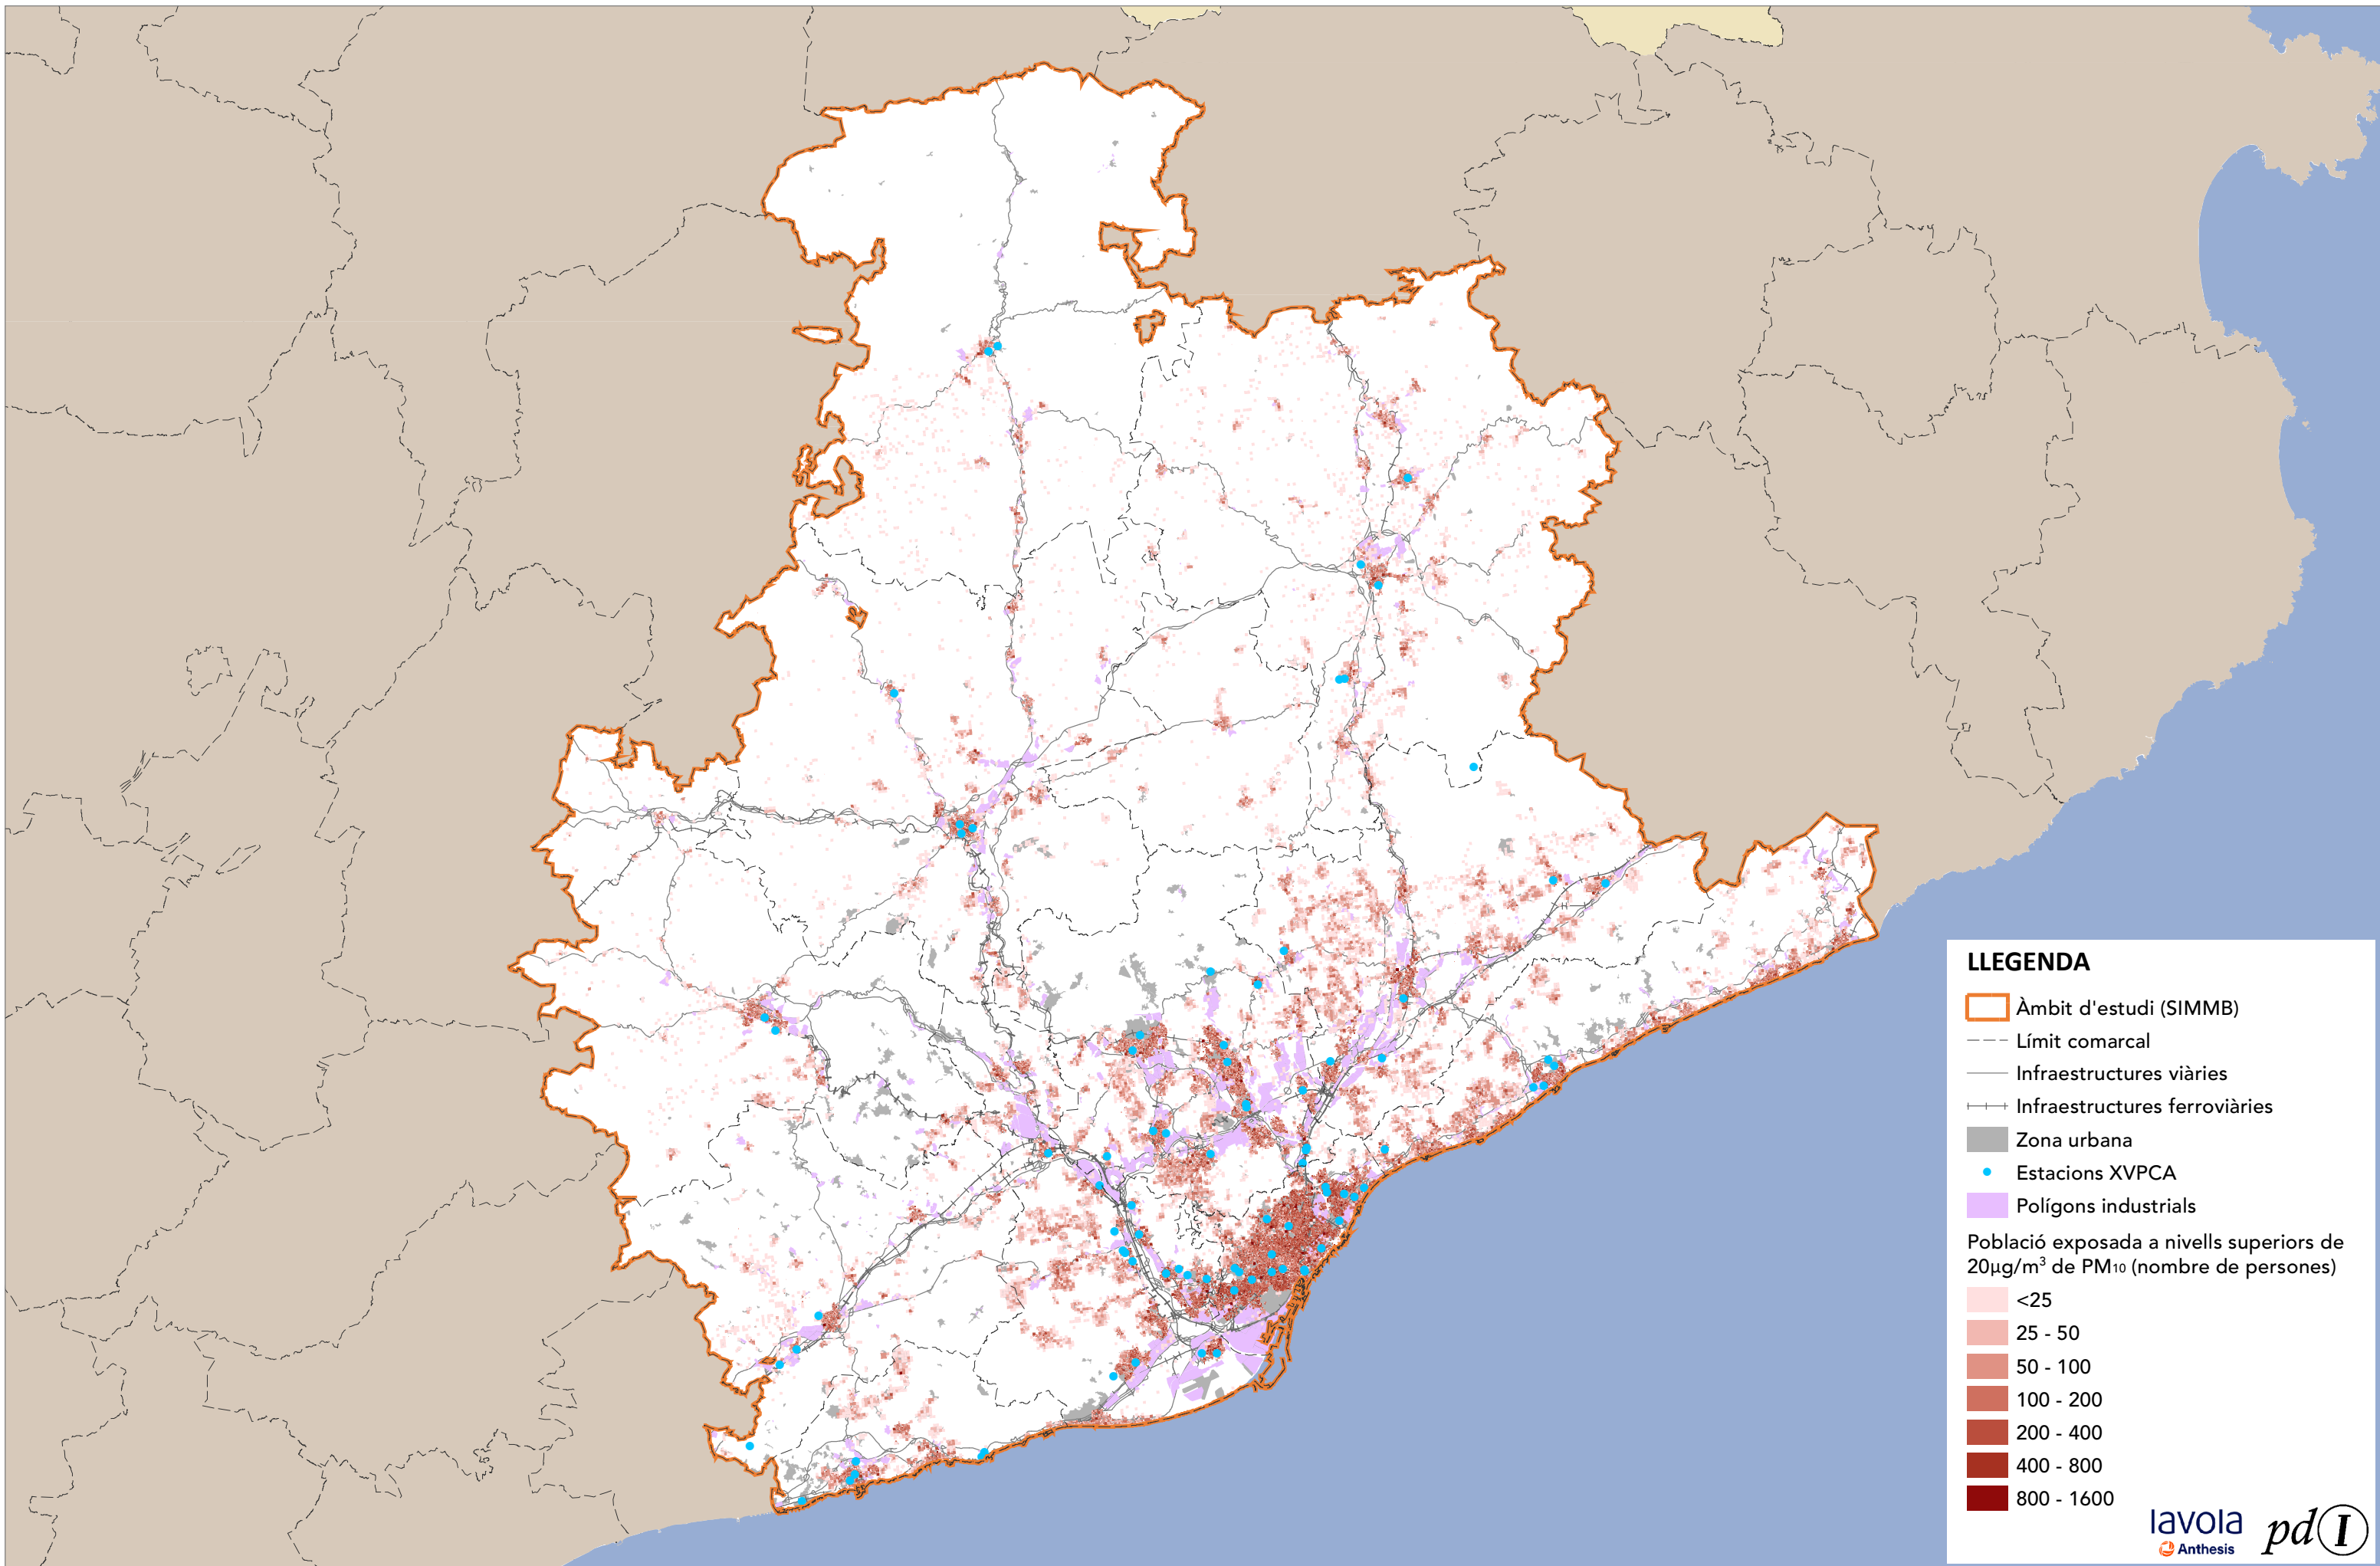 LLEGENDA
Àmbit d'estudi (SIMMB)
Límit comarcal
Infraestructures viàries
Infraestructures ferroviàries
Zona urbana
Estacions XVPCA
Polígons industrials
Població exposada a nivells superiors de
20µg/m³ de PM10 (nombre de persones)
<25
25 - 50
50 - 100
100 - 200
200 - 400
400 - 800
800 - 1600
lavola
Anthesis
pdI